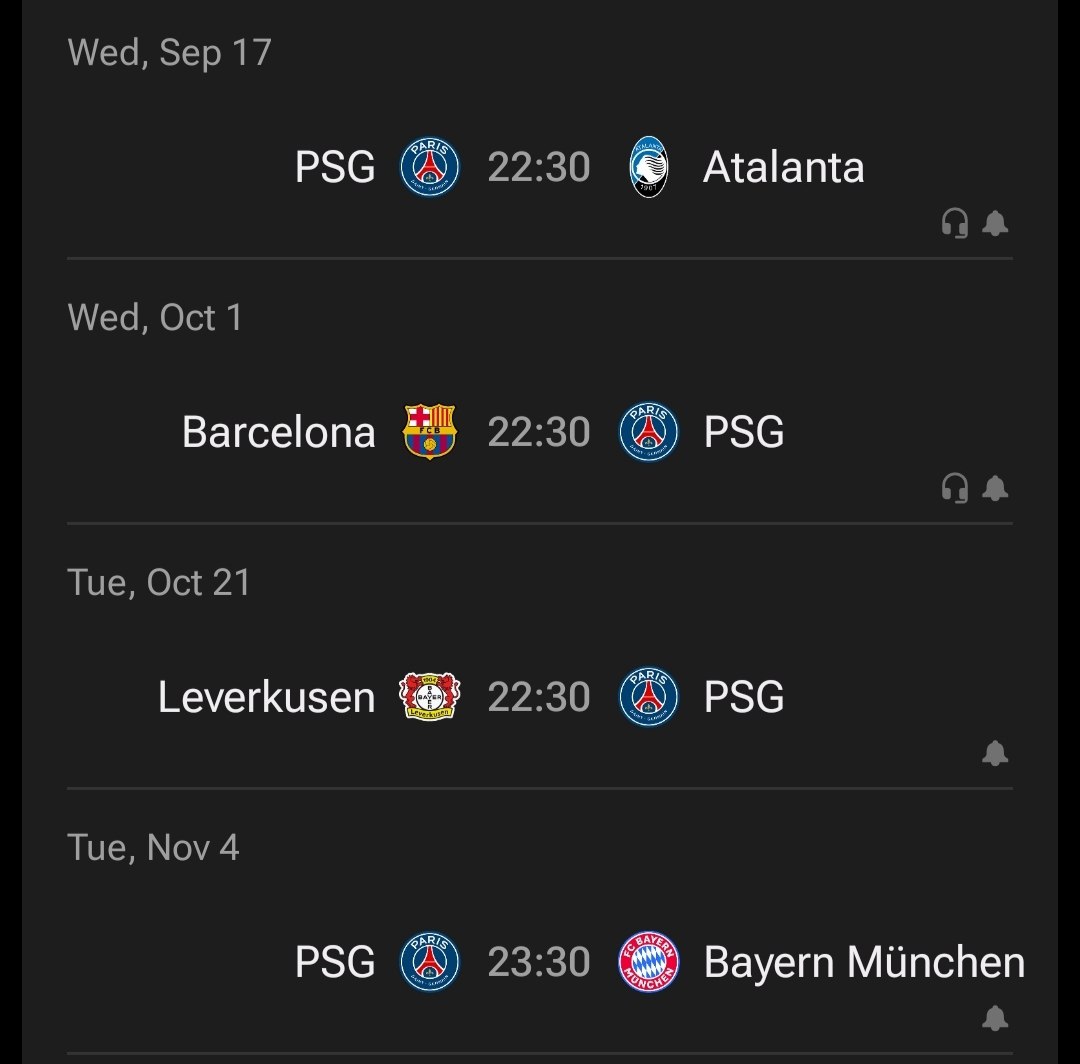 Wed, Sep 17
PSG 22:30 Atalanta
Wed, Oct 1
Barcelona 22:30 PSG
Tue, Oct 21
Leverkusen 22:30 PSG
Tue, Nov 4
PSG 23:30 Bayern München